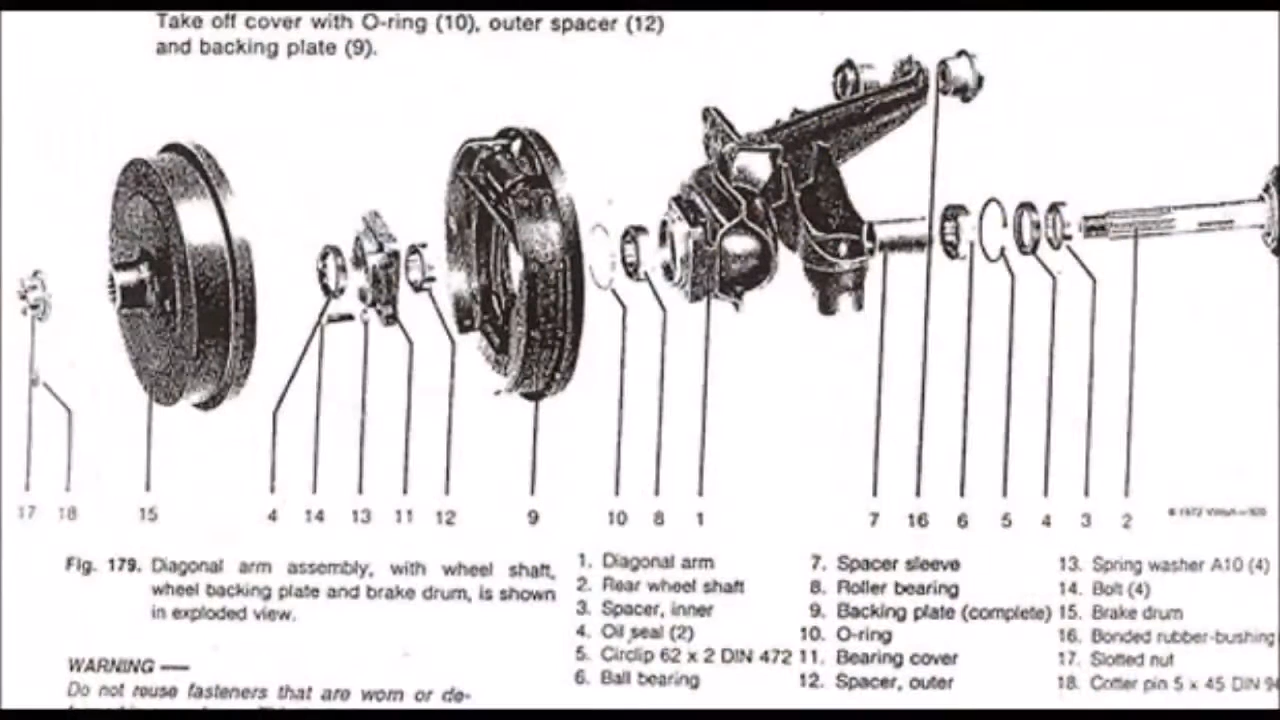 Take off cover with O-ring (10), outer spacer (12)
and backing plate (9).
17 18 15 4 14 13 11 12 9 10 8 1 7 16 6 5 4 3 2
© 1972
Fig. 179. Diagonal arm assembly, with wheel shaft,
wheel backing plate and brake drum, is shown
in exploded view.
WARNING —
Do not reuse fasteners that are worn or de-
1. Diagonal arm
2. Rear wheel shaft
3. Spacer, inner
4. Oil seal (2)
5. Circlip 62 x 2 DIN 472
6. Ball bearing
7. Spacer sleeve
8. Roller bearing
9. Backing plate (complete)
10. O-ring
11. Bearing cover
12. Spacer, outer
13. Spring washer A10 (4)
14. Bolt (4)
15. Brake drum
16. Bonded rubber-bushing
17. Slotted nut
18. Cotter pin 5 x 45 DIN